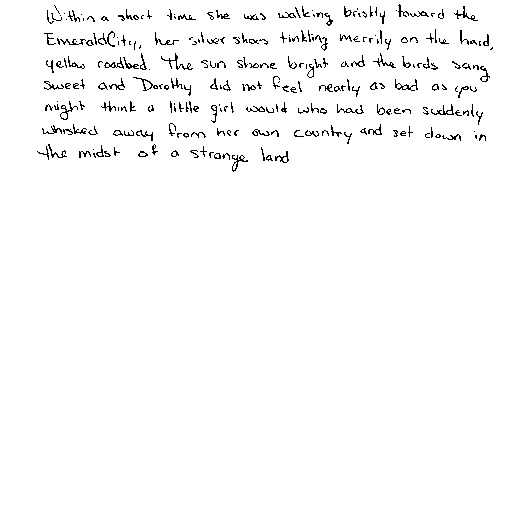 Within a short time she was walking briskly toward the
Emerald City, her silver shoes tinkling merrily on the hard,
yellow roadbed. The sun shone bright and the birds sang
sweet and Dorothy did not feel nearly as bad as you
might think a little girl would who had been suddenly
whisked away from her own country and set down in
the midst of a strange land